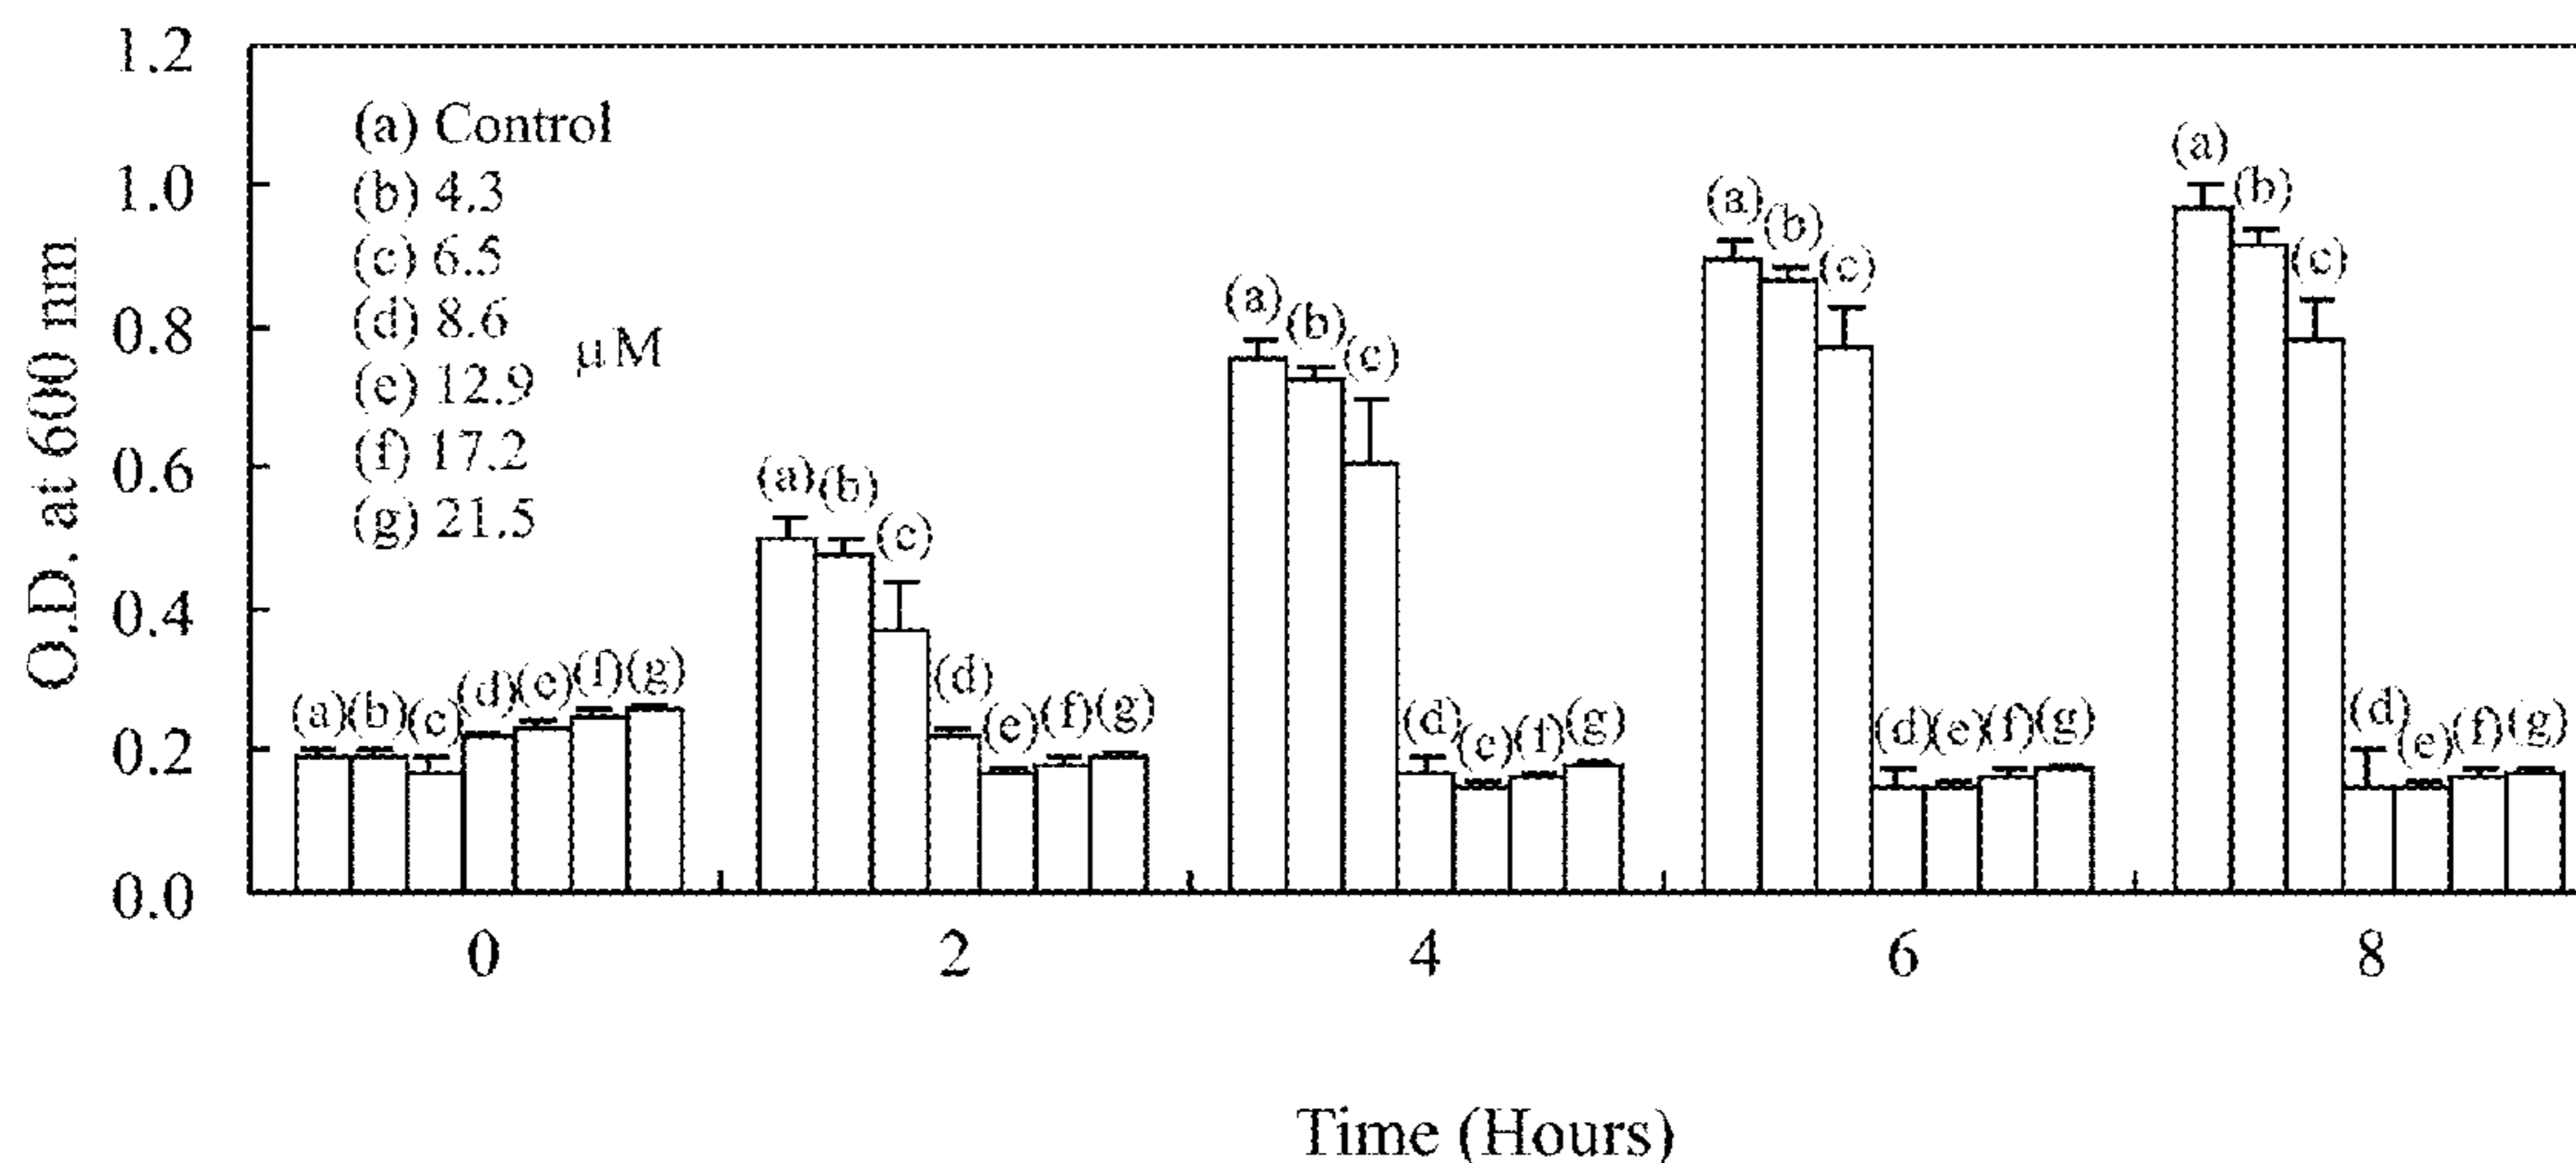 1.2
1.0
0.8
0.6
0.4
0.2
0.0
O.D. at 600 nm
(a) Control
(b) 4.3
(c) 6.5
(d) 8.6
(e) 12.9
(f) 17.2
(g) 21.5
μM
(a) (b) (c) (d) (e) (f) (g)
(a) (b) (c) (d) (e) (f) (g)
(a) (b) (c) (d) (e) (f) (g)
(a) (b) (c) (d) (e) (f) (g)
(a) (b) (c) (d) (e) (f) (g)
0 2 4 6 8
Time (Hours)